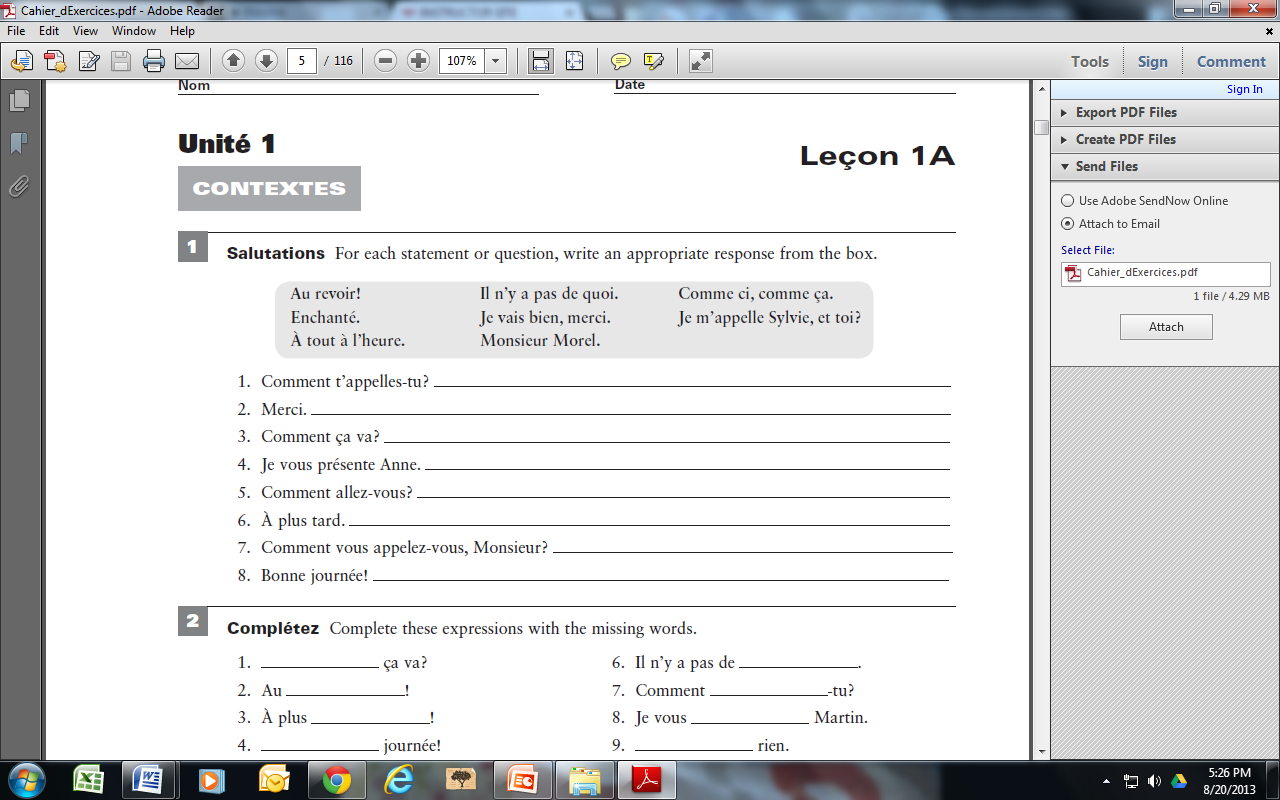 Cahier_dExercices.pdf - Adobe Reader
File Edit View Window Help
5 / 116 107% Tools Sign Comment
Sign In
Export PDF Files
Create PDF Files
Send Files
Use Adobe SendNow Online
Attach to Email
Select File:
Cahier_dExercices.pdf
1 file / 4.29 MB
Attach
Nom Date
Unité 1
Leçon 1A
CONTEXTES
1 Salutations For each statement or question, write an appropriate response from the box.
Au revoir! Il n'y a pas de quoi. Comme ci, comme ça.
Enchanté. Je vais bien, merci. Je m'appelle Sylvie, et toi?
À tout à l'heure. Monsieur Morel.
1. Comment t'appelles-tu?
2. Merci.
3. Comment ça va?
4. Je vous présente Anne.
5. Comment allez-vous?
6. À plus tard.
7. Comment vous appelez-vous, Monsieur?
8. Bonne journée!
2 Complétez Complete these expressions with the missing words.
1. ____________ ça va?
2. Au ____________!
3. À plus ____________!
4. ____________ journée!
6. Il n'y a pas de ____________.
7. Comment ____________-tu?
8. Je vous ____________ Martin.
9. ____________ rien.
5:26 PM
8/20/2013